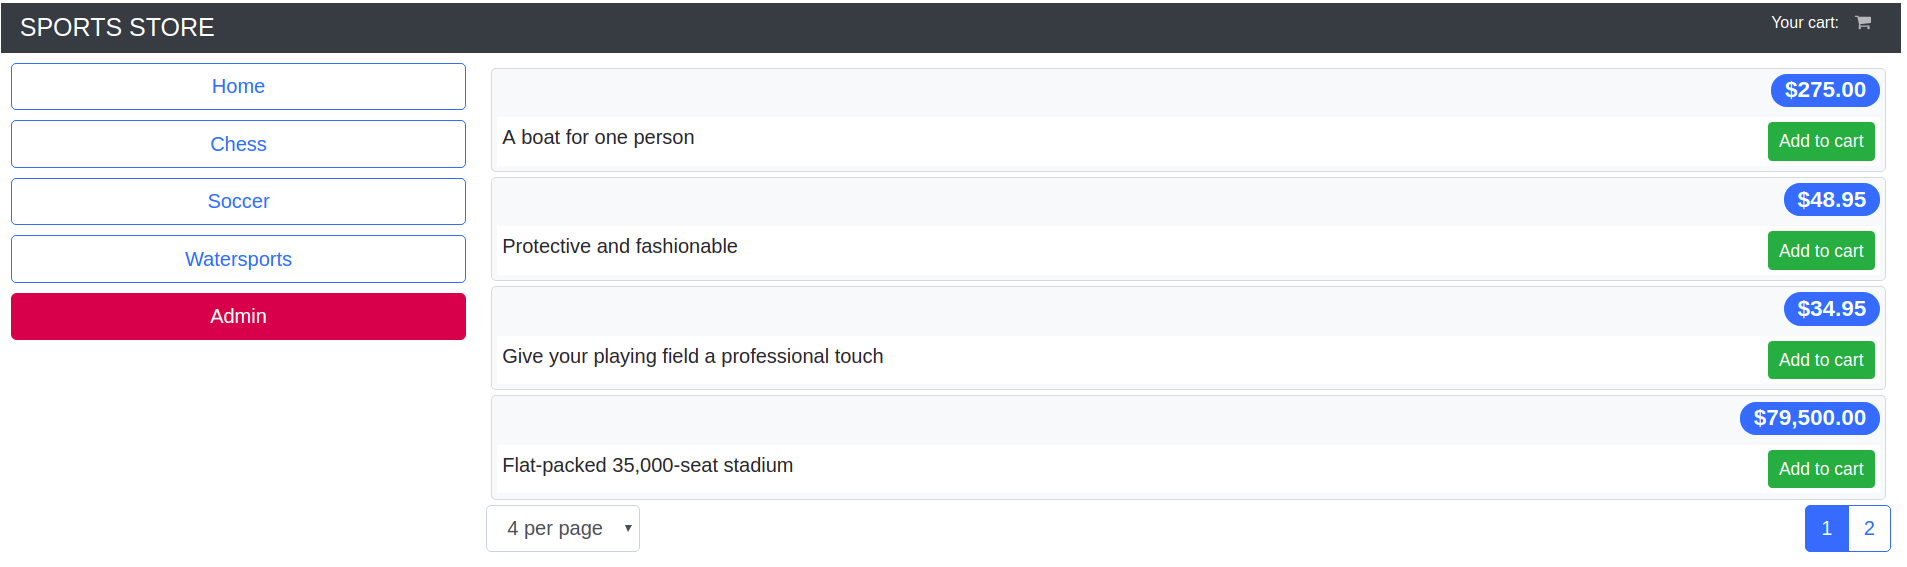 SPORTS STORE
Your cart:
Home
Chess
Soccer
Watersports
Admin
$275.00
A boat for one person
Add to cart
$48.95
Protective and fashionable
Add to cart
$34.95
Give your playing field a professional touch
Add to cart
$79,500.00
Flat-packed 35,000-seat stadium
Add to cart
4 per page
1 2